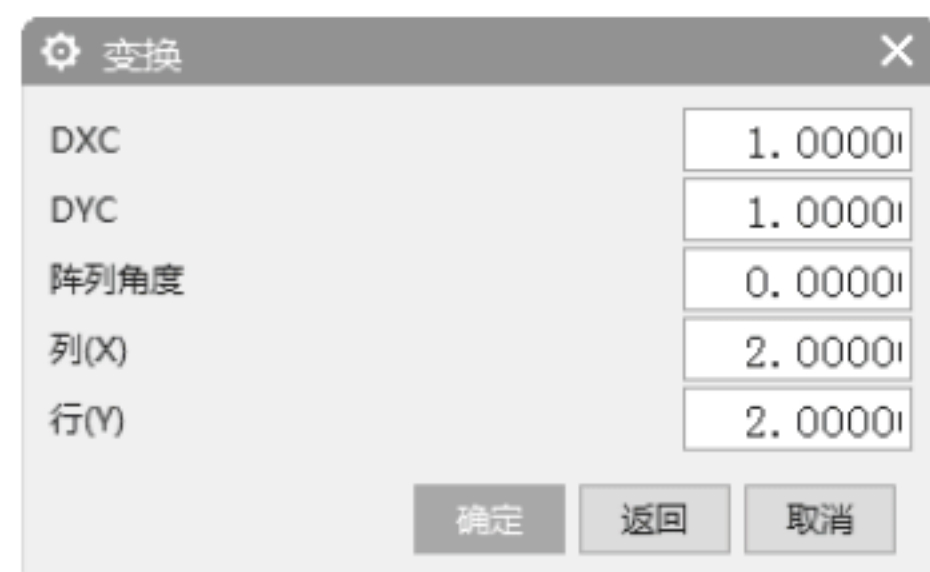 变换
DXC 1.0000
DYC 1.0000
阵列角度 0.0000
列(X) 2.0000
行(Y) 2.0000
确定 返回 取消